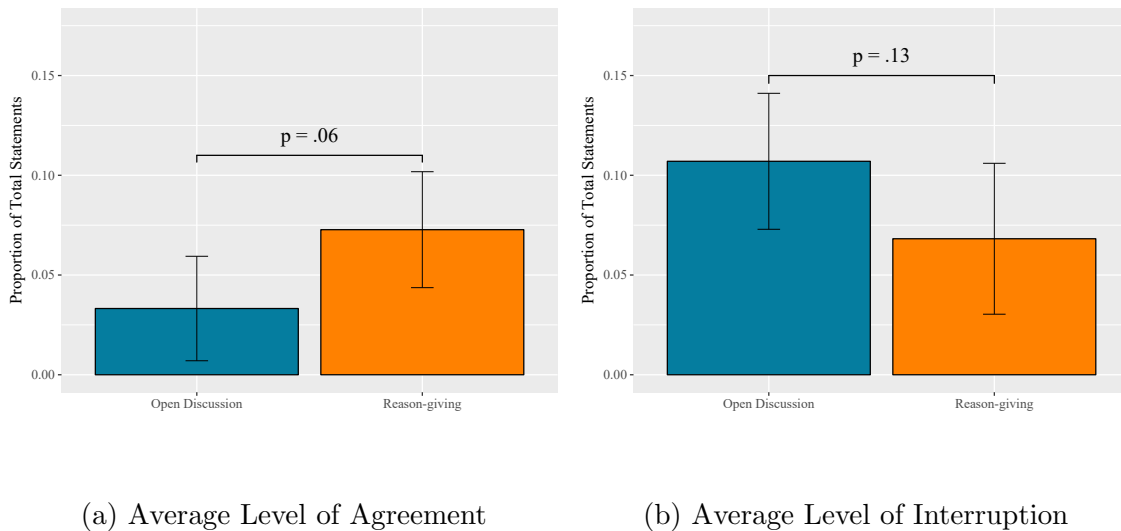 Proportion of Total Statements
0.15
0.10
0.05
0.00
p = .06
Open Discussion
Reason-giving
(a) Average Level of Agreement
Proportion of Total Statements
0.15
0.10
0.05
0.00
p = .13
Open Discussion
Reason-giving
(b) Average Level of Interruption